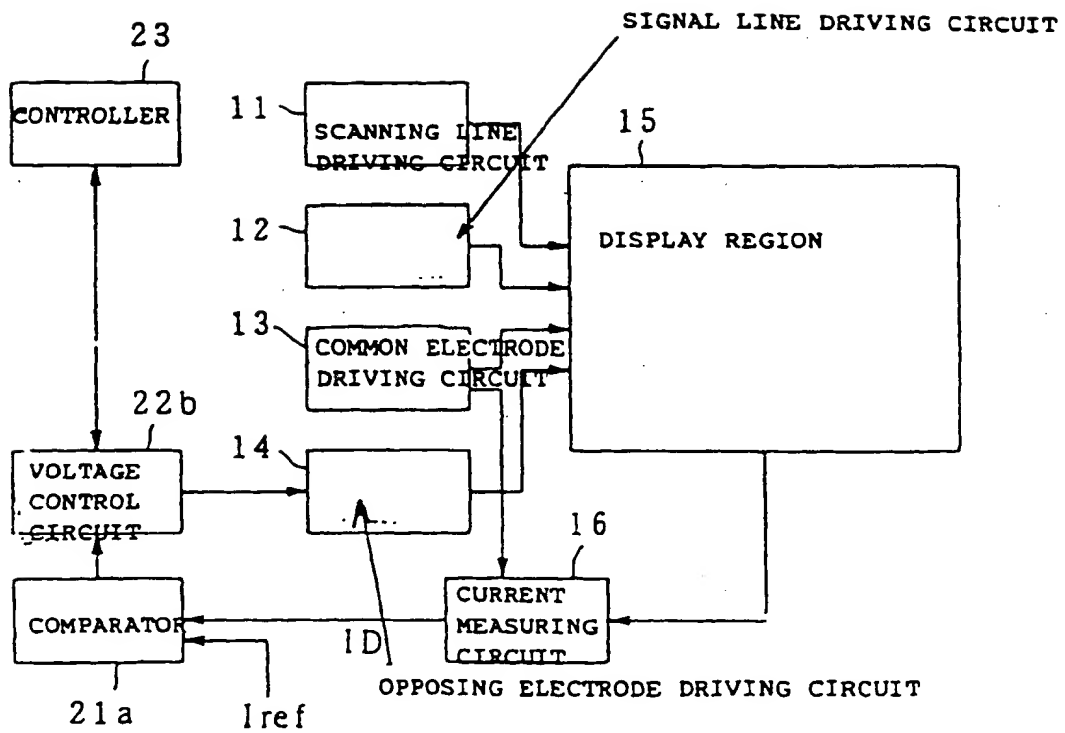 SIGNAL LINE DRIVING CIRCUIT
23
CONTROLLER
11
SCANNING LINE
DRIVING CIRCUIT
15
DISPLAY REGION
12
13
COMMON ELECTRODE
DRIVING CIRCUIT
22b
VOLTAGE
CONTROL
CIRCUIT
14
16
CURRENT
MEASURING
CIRCUIT
COMPARATOR
ID
OPPOSING ELECTRODE DRIVING CIRCUIT
21a
Iref